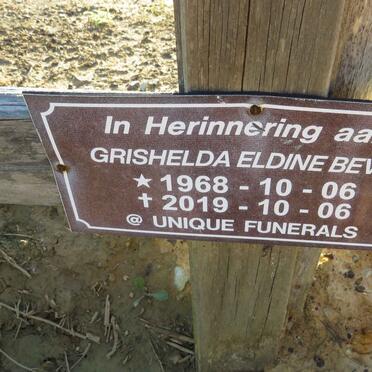 In Herinnering aa
GRISHELDA ELDINE BEV
★ 1968 - 10 - 06
✝ 2019 - 10 - 06
@ UNIQUE FUNERALS